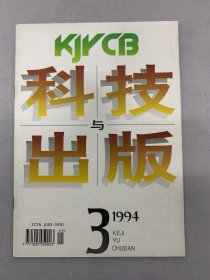 KJYCB
科技
与
出版
ISSN 1005-0590
3
1994
KEJI
YU
CHUBAN